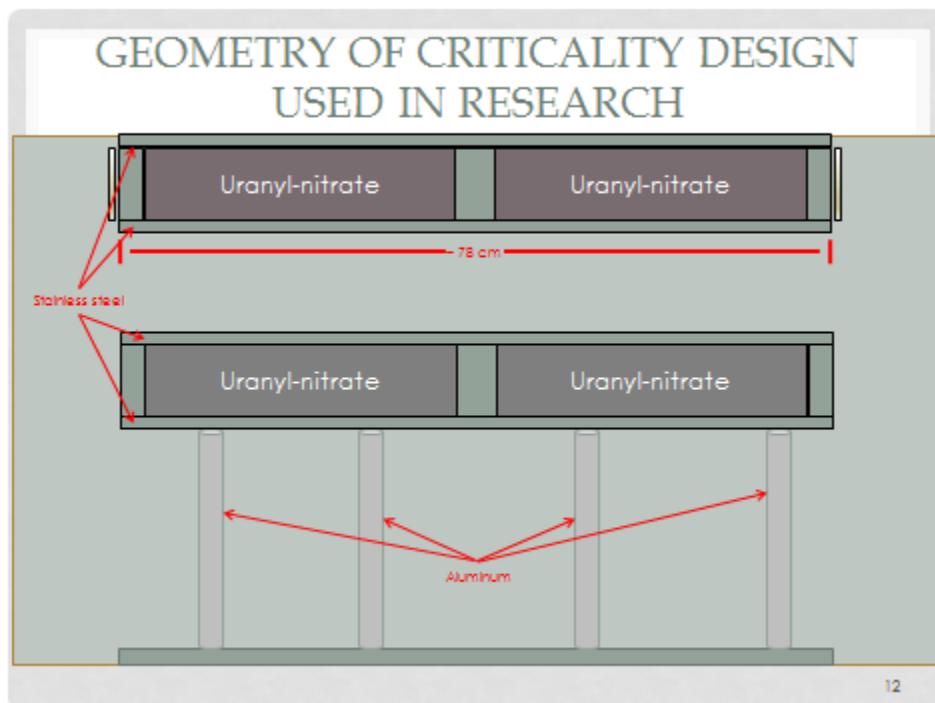 GEOMETRY OF CRITICALITY DESIGN
USED IN RESEARCH
Uranyl-nitrate Uranyl-nitrate
~ 78 cm
Stainless steel
Uranyl-nitrate Uranyl-nitrate
Aluminum
12